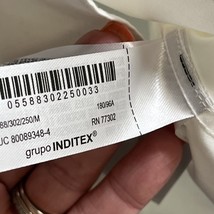 05588302250033
88/302/250/M 180/96A
UC 80089348-4 RN 77302
grupo INDITEX®